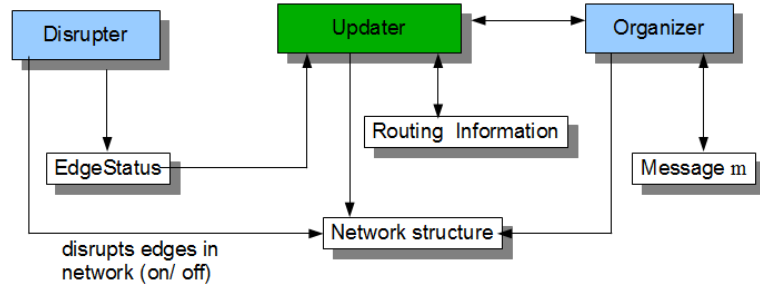 Disrupter
Updater
Organizer
Routing Information
EdgeStatus
Message m
Network structure
disrupts edges in
network (on/ off)